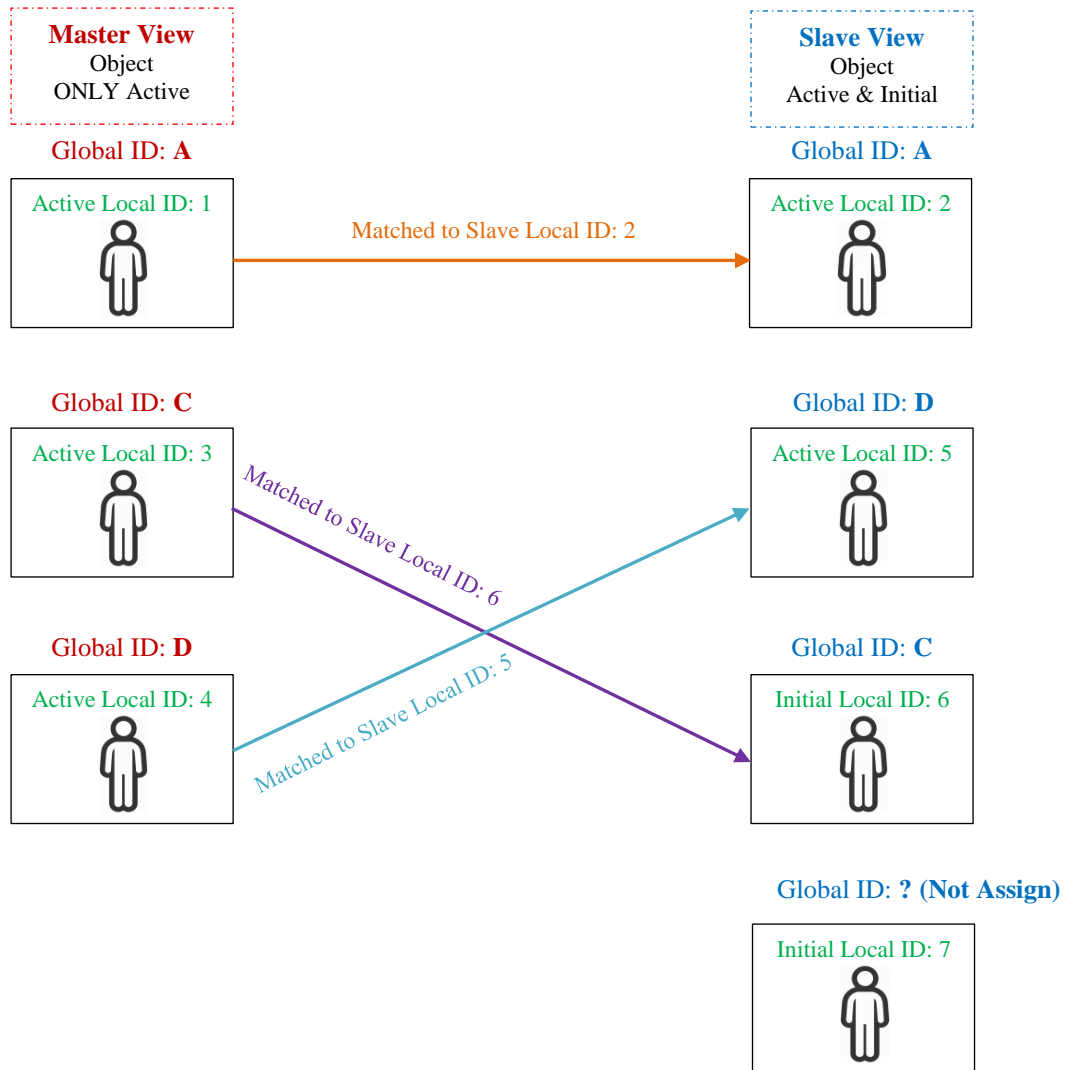 Master View
Object
ONLY Active
Slave View
Object
Active & Initial
Global ID: A
Global ID: A
Active Local ID: 1
Matched to Slave Local ID: 2
Active Local ID: 2
Global ID: C
Global ID: D
Active Local ID: 3
Active Local ID: 5
Matched to Slave Local ID: 6
Global ID: D
Global ID: C
Active Local ID: 4
Matched to Slave Local ID: 5
Initial Local ID: 6
Global ID: ? (Not Assign)
Initial Local ID: 7